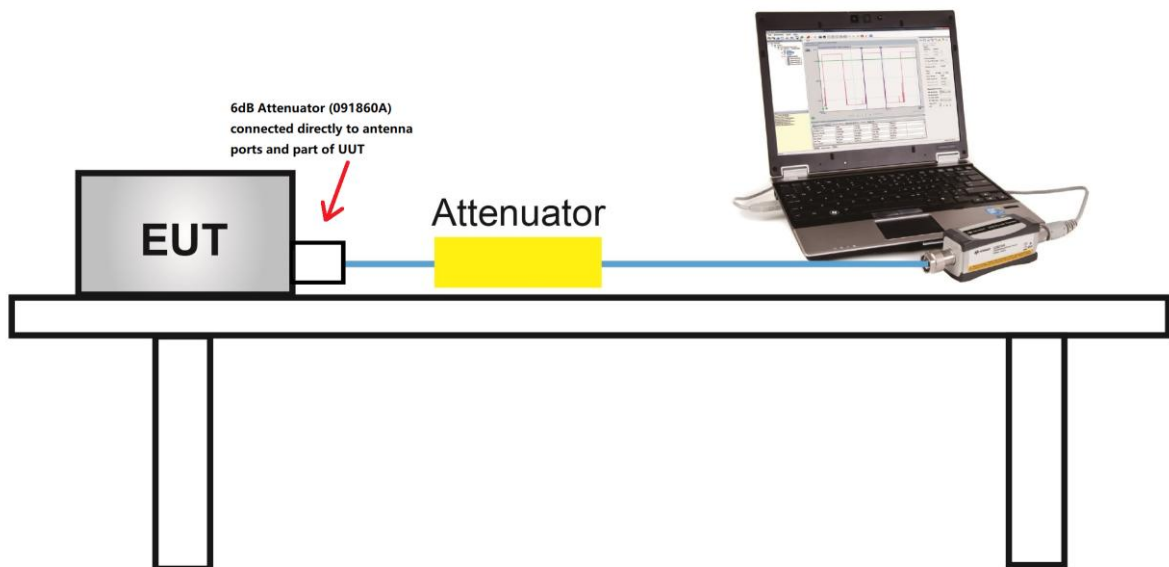 6dB Attenuator (091860A)
connected directly to antenna
ports and part of UUT
EUT
Attenuator